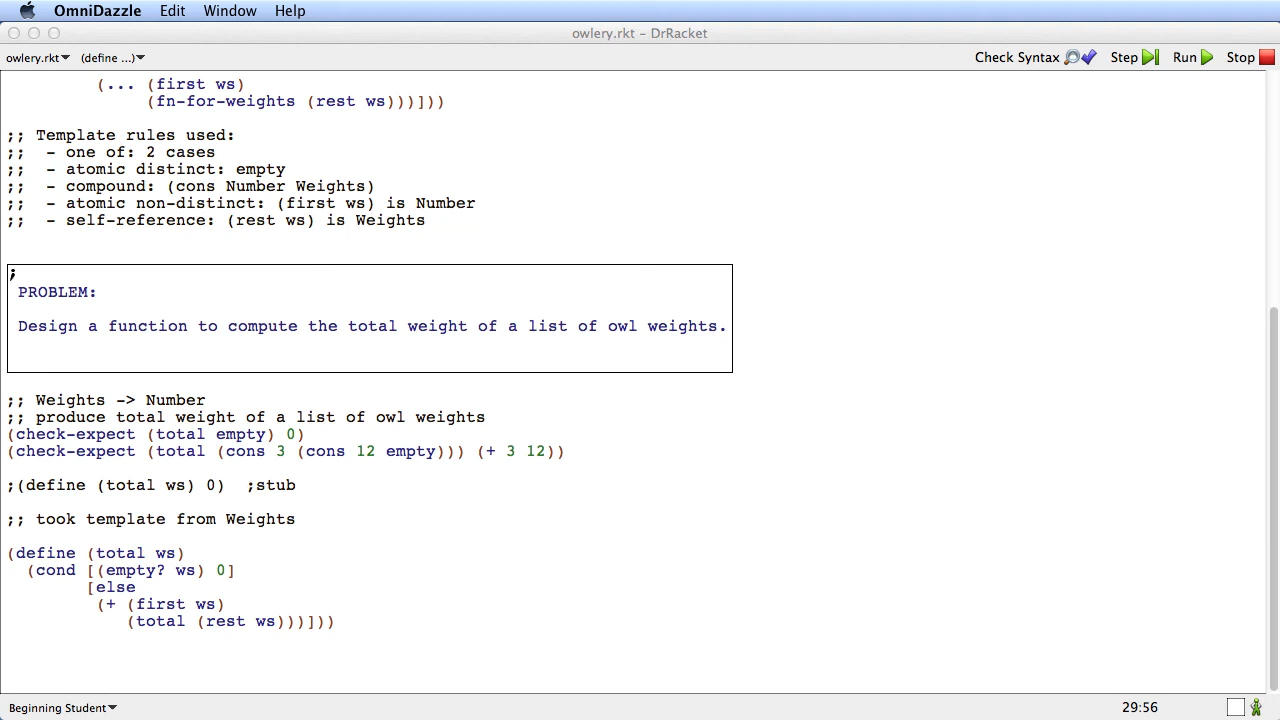 OmniDazzle Edit Window Help
owlery.rkt – DrRacket
owlery.rkt (define ...) Check Syntax Step Run Stop
(... (first ws)
(fn-for-weights (rest ws)))]))
;; Template rules used:
;;  - one of: 2 cases
;;  - atomic distinct: empty
;;  - compound: (cons Number Weights)
;;  - atomic non-distinct: (first ws) is Number
;;  - self-reference: (rest ws) is Weights
;
PROBLEM:
Design a function to compute the total weight of a list of owl weights.
;; Weights -> Number
;; produce total weight of a list of owl weights
(check-expect (total empty) 0)
(check-expect (total (cons 3 (cons 12 empty))) (+ 3 12))
;(define (total ws) 0)  ;stub
;; took template from Weights
(define (total ws)
(cond [(empty? ws) 0]
[else
(+ (first ws)
(total (rest ws)))]))
Beginning Student 29:56